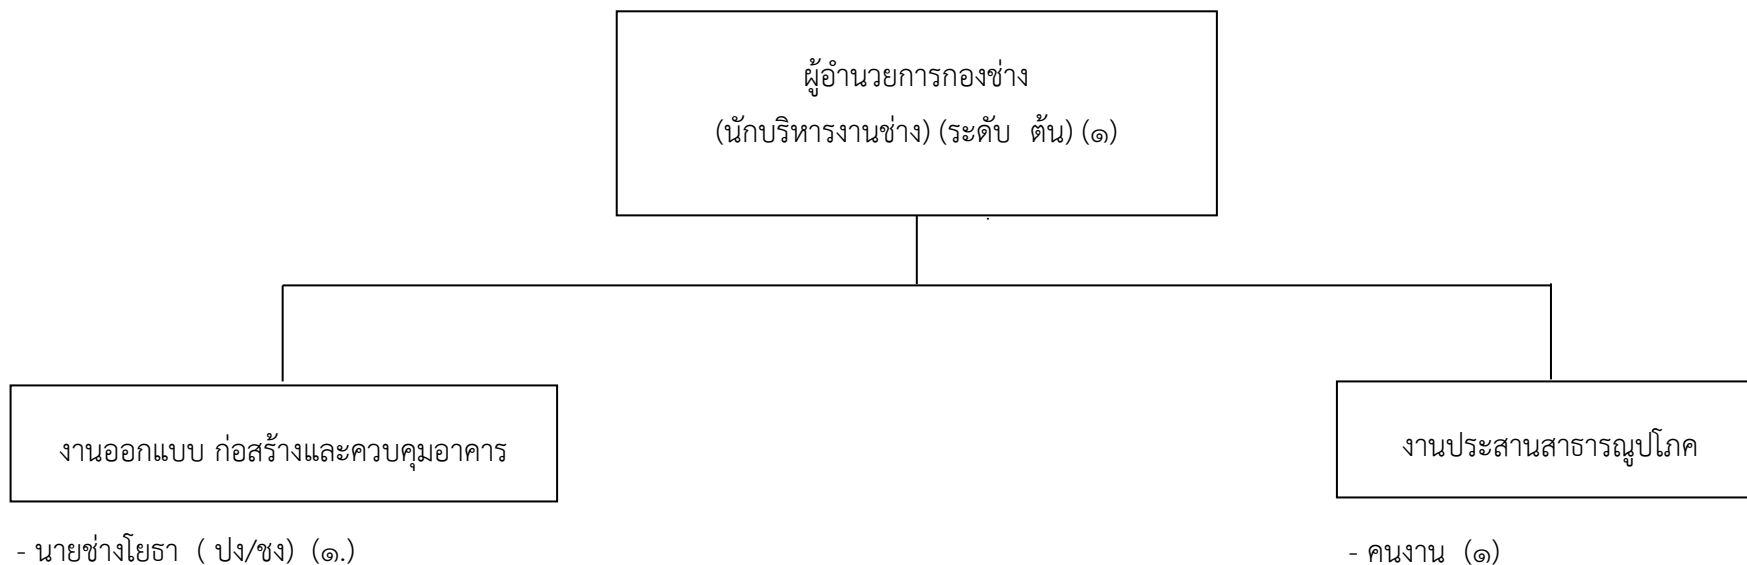 ผู้อำนวยการกองช่าง
(นักบริหารงานช่าง) (ระดับ ต้น) (๑)
งานออกแบบ ก่อสร้างและควบคุมอาคาร
งานประสานสาธารณูปโภค
- นายช่างโยธา ( ปง/ชง) (๑.)
- คนงาน (๑)